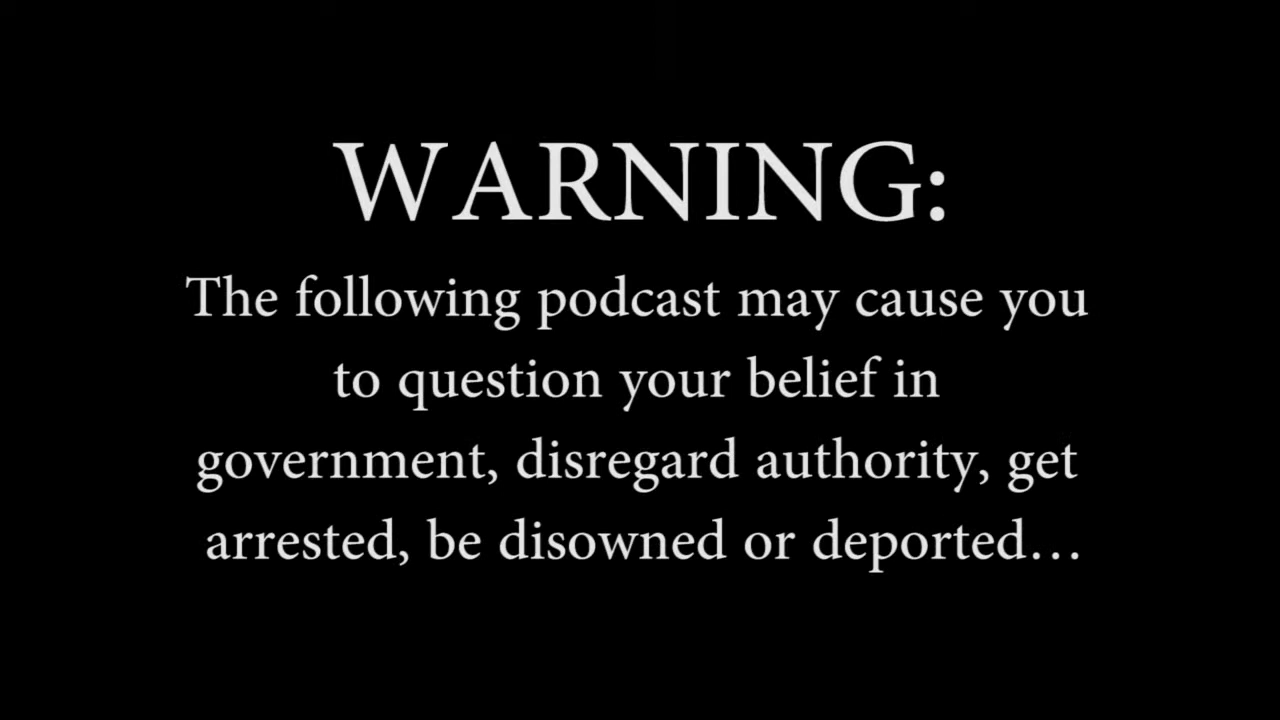 WARNING:
The following podcast may cause you
to question your belief in
government, disregard authority, get
arrested, be disowned or deported…